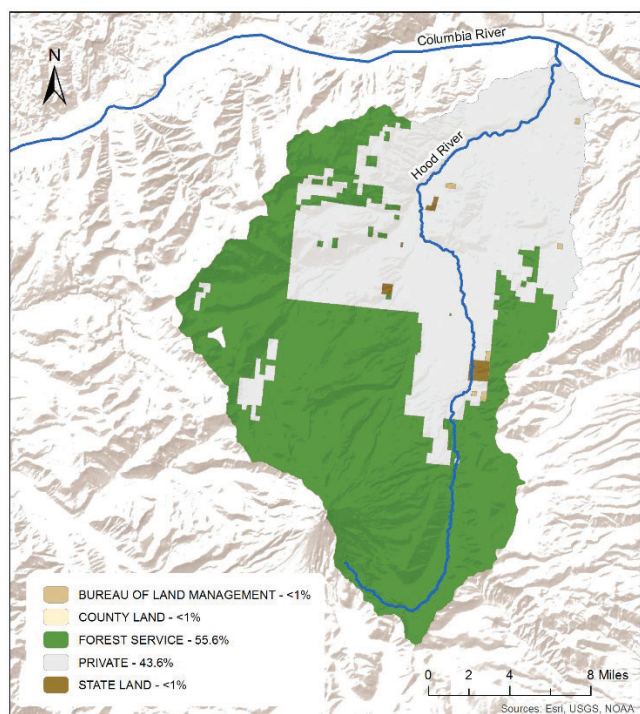 Columbia River
N
Hood River
BUREAU OF LAND MANAGEMENT - <1%
COUNTY LAND - <1%
FOREST SERVICE - 55.6%
PRIVATE - 43.6%
STATE LAND - <1%
0 2 4 8 Miles
Sources: Esri, USGS, NOAA